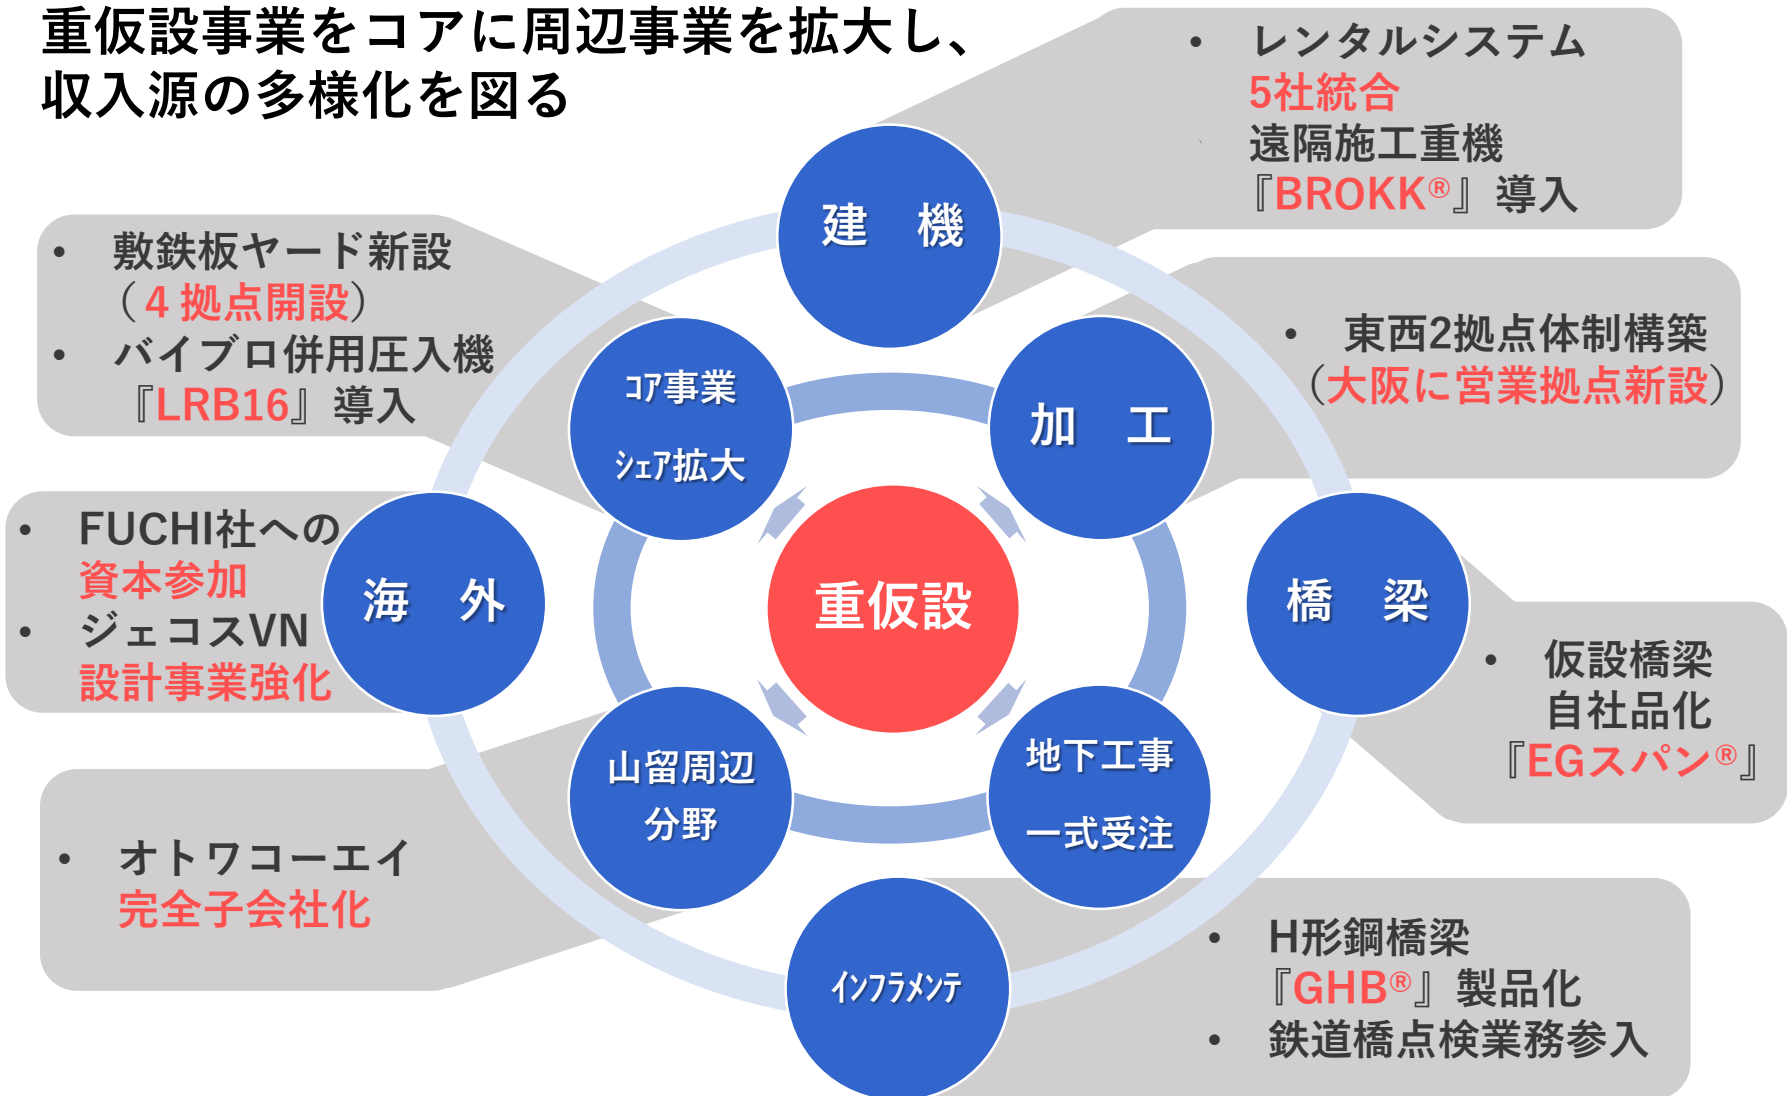 重仮設事業をコアに周辺事業を拡大し、
収入源の多様化を図る
• レンタルシステム
5社統合
遠隔施工重機
『BROKK®』導入
建　機
• 敷鉄板ヤード新設
（４拠点開設）
• バイブロ併用圧入機
『LRB16』導入
ｺｱ事業
ｼｪｱ拡大
加　工
• 東西2拠点体制構築
（大阪に営業拠点新設）
• FUCHI社への
資本参加
• ジェコスVN
設計事業強化
海　外
重仮設
橋　梁
• 仮設橋梁
自社品化
『EGスパン®』
山留周辺
分野
地下工事
一式受注
• オトワコーエイ
完全子会社化
ｲﾝﾌﾗﾒﾝﾃ
• H形鋼橋梁
『GHB®』製品化
• 鉄道橋点検業務参入